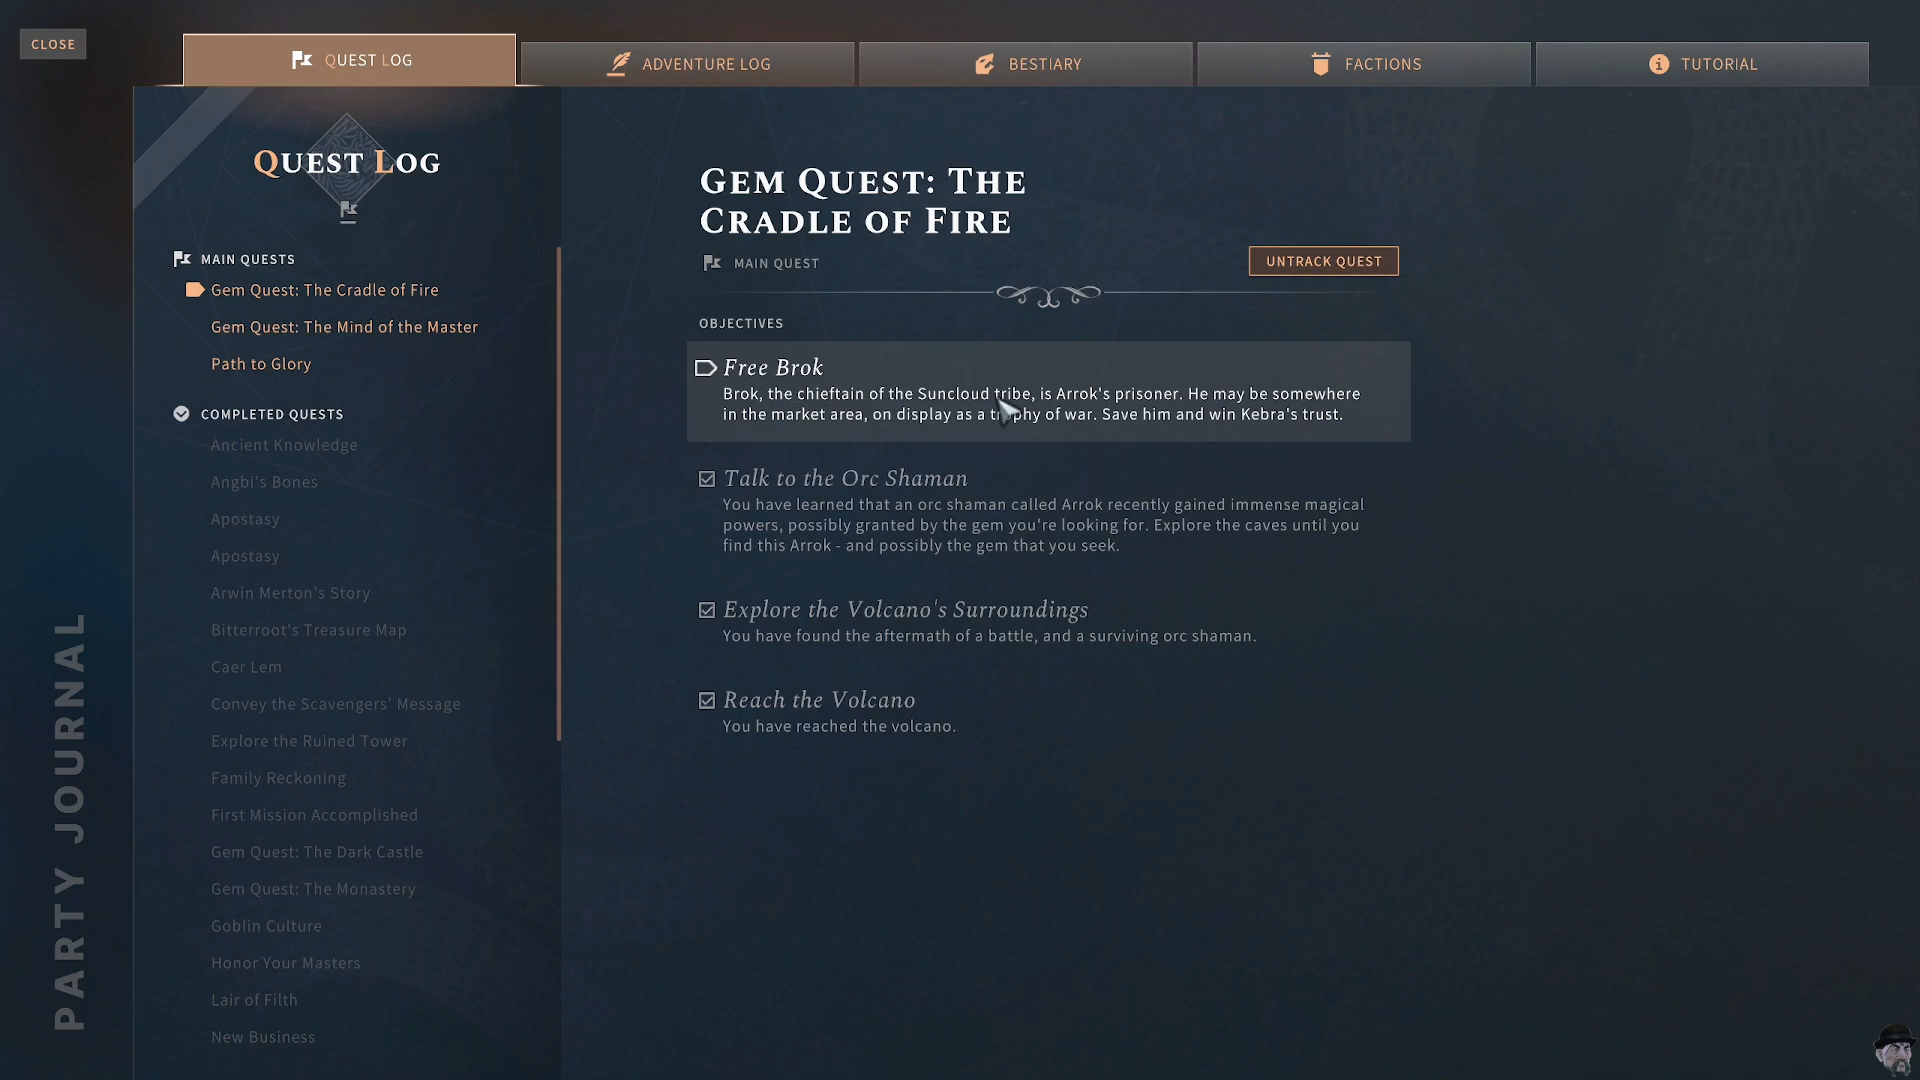 CLOSE
QUEST LOG
ADVENTURE LOG
BESTIARY
FACTIONS
TUTORIAL
QUEST LOG
MAIN QUESTS
Gem Quest: The Cradle of Fire
Gem Quest: The Mind of the Master
Path to Glory
COMPLETED QUESTS
Ancient Knowledge
Angbi's Bones
Apostasy
Apostasy
Arwin Merton's Story
Bitterroot's Treasure Map
Caer Lem
Convey the Scavengers' Message
Explore the Ruined Tower
Family Reckoning
First Mission Accomplished
Gem Quest: The Dark Castle
Gem Quest: The Monastery
Goblin Culture
Honor Your Masters
Lair of Filth
New Business
PARTY JOURNAL
GEM QUEST: THE
CRADLE OF FIRE
MAIN QUEST
UNTRACK QUEST
OBJECTIVES
Free Brok
Brok, the chieftain of the Suncloud tribe, is Arrok's prisoner. He may be somewhere
in the market area, on display as a trophy of war. Save him and win Kebra's trust.
Talk to the Orc Shaman
You have learned that an orc shaman called Arrok recently gained immense magical
powers, possibly granted by the gem you're looking for. Explore the caves until you
find this Arrok - and possibly the gem that you seek.
Explore the Volcano's Surroundings
You have found the aftermath of a battle, and a surviving orc shaman.
Reach the Volcano
You have reached the volcano.